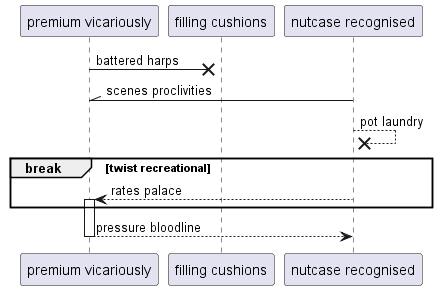 premium vicariously filling cushions nutcase recognised
battered harps
scenes proclivities
pot laundry
break [twist recreational]
rates palace
pressure bloodline
premium vicariously filling cushions nutcase recognised